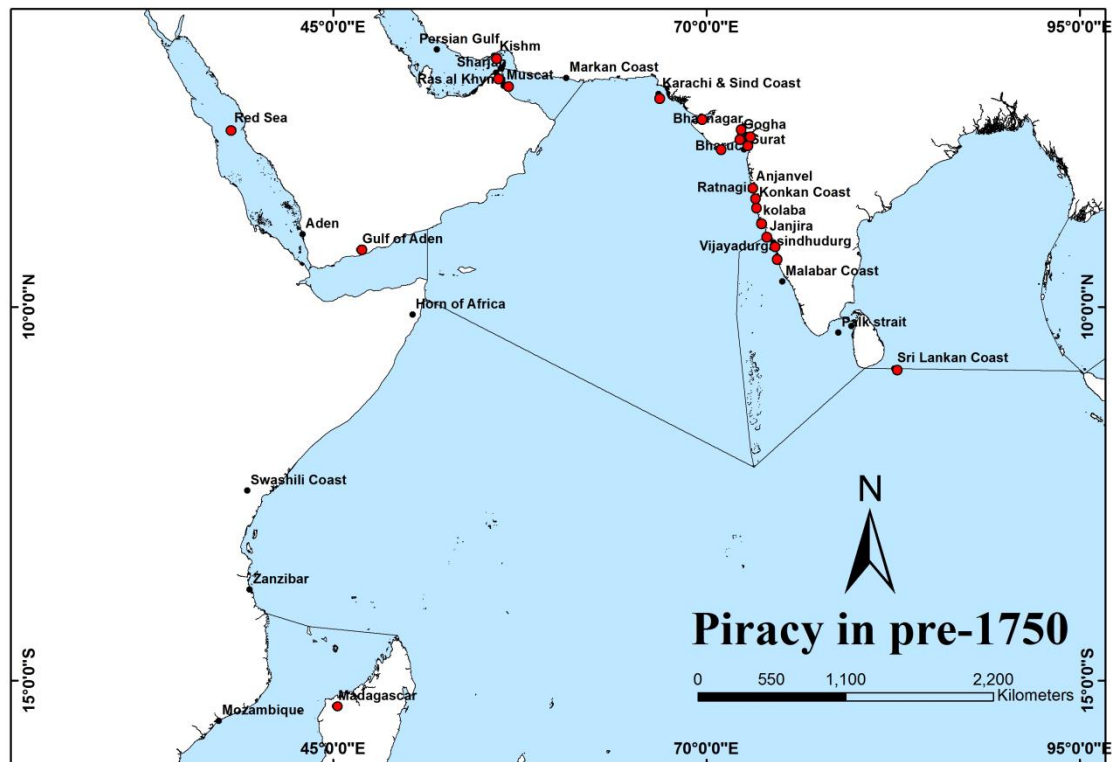 45°0'0"E
70°0'0"E
95°0'0"E
Persian Gulf
Kishm
Sharjah
Markan Coast
Ras al Khyma
Muscat
Karachi & Sind Coast
Red Sea
Bhavnagar
Gogha
Bharuch
Surat
Anjanvel
Ratnagiri
Konkan Coast
kolaba
Aden
Janjira
Gulf of Aden
Vijayadurga
sindhudurg
Malabar Coast
10°0'0"N
Horn of Africa
10°0'0"N
Palk strait
Sri Lankan Coast
Swashili Coast
N
Zanzibar
Piracy in pre-1750
0 550 1,100 2,200
Kilometers
15°0'0"S
15°0'0"S
Madagascar
Mozambique
45°0'0"E
70°0'0"E
95°0'0"E